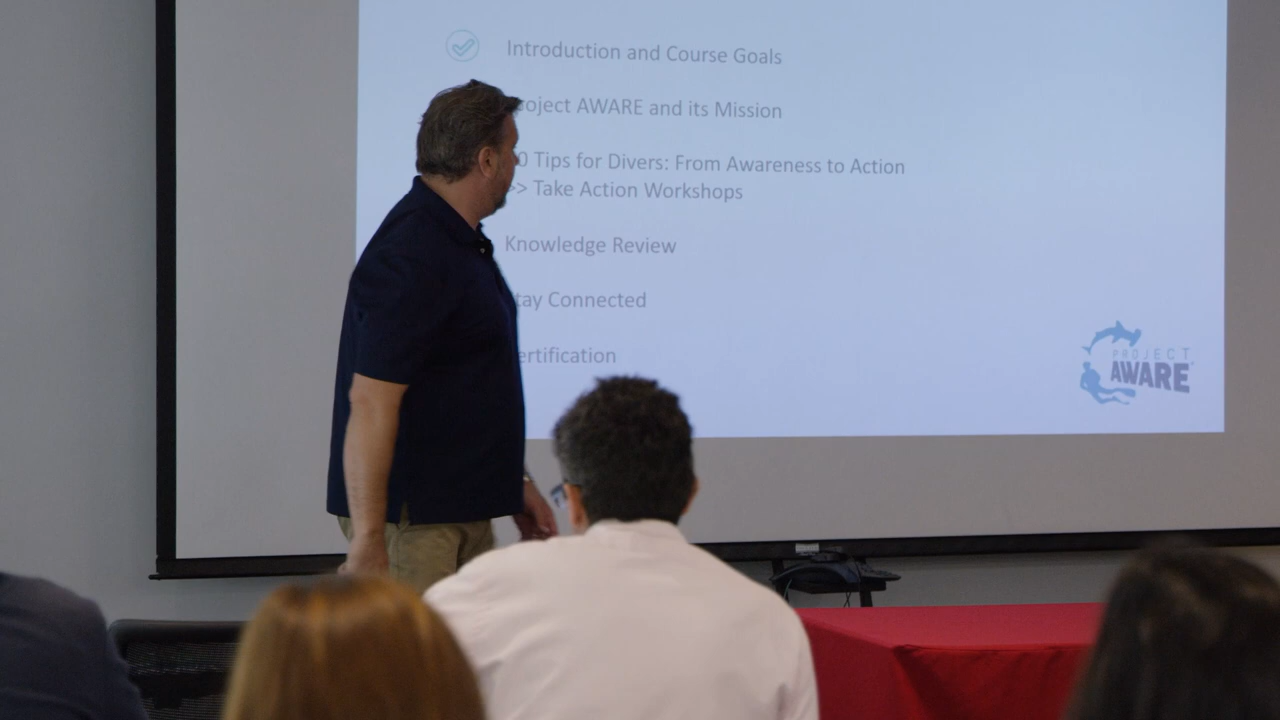 Introduction and Course Goals
roject AWARE and its Mission
0 Tips for Divers: From Awareness to Action
>> Take Action Workshops
Knowledge Review
tay Connected
ertification
PROJECT
AWARE